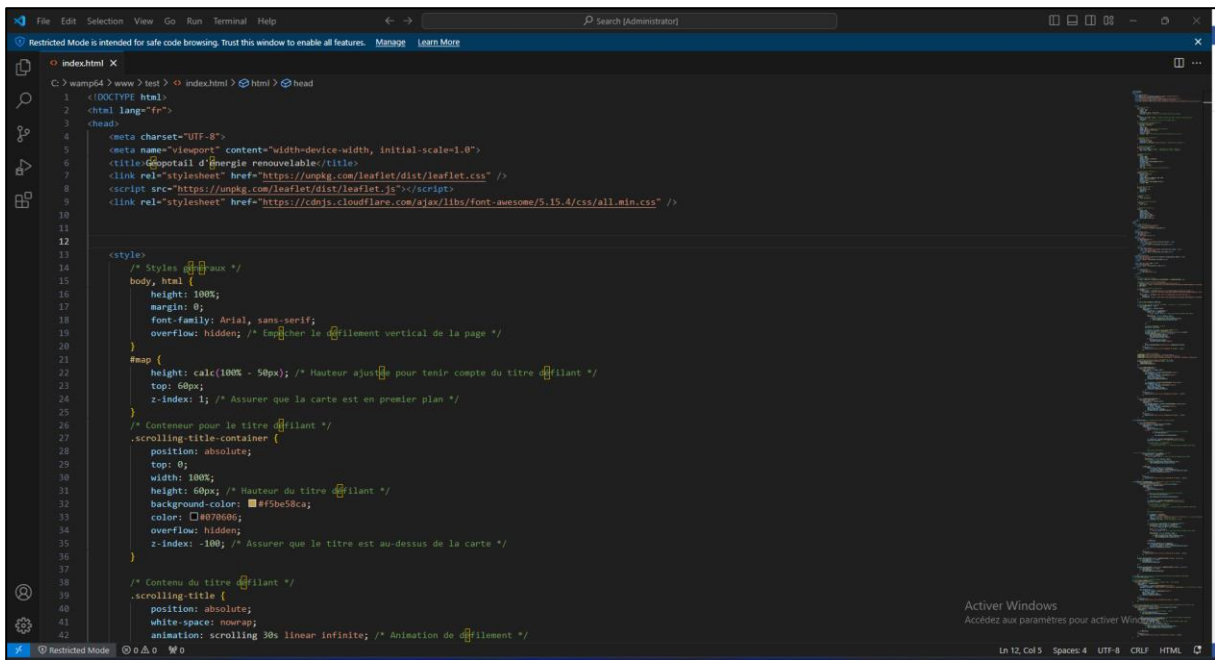 File Edit Selection View Go Run Terminal Help
Search [Administrator]
Restricted Mode is intended for safe code browsing. Trust this window to enable all features. Manage Learn More
index.html
C: > wamp64 > www > test > index.html > html > head
1 <!DOCTYPE html>
2 <html lang="fr">
3 <head>
4 <meta charset="UTF-8">
5 <meta name="viewport" content="width=device-width, initial-scale=1.0">
6 <title>Géopotail d'énergie renouvelable</title>
7 <link rel="stylesheet" href="https://unpkg.com/leaflet/dist/leaflet.css" />
8 <script src="https://unpkg.com/leaflet/dist/leaflet.js"></script>
9 <link rel="stylesheet" href="https://cdnjs.cloudflare.com/ajax/libs/font-awesome/5.15.4/css/all.min.css" />
10
11
12
13 <style>
14 /* Styles généraux */
15 body, html {
16 height: 100%;
17 margin: 0;
18 font-family: Arial, sans-serif;
19 overflow: hidden; /* Empêcher le défilement vertical de la page */
20 }
21 #map {
22 height: calc(100% - 50px); /* Hauteur ajustée pour tenir compte du titre défilant */
23 top: 60px;
24 z-index: 1; /* Assurer que la carte est en premier plan */
25 }
26 /* Conteneur pour le titre défilant */
27 .scrolling-title-container {
28 position: absolute;
29 top: 0;
30 width: 100%;
31 height: 60px; /* Hauteur du titre défilant */
32 background-color: #f5be58ca;
33 color: #070606;
34 overflow: hidden;
35 z-index: -100; /* Assurer que le titre est au-dessus de la carte */
36 }
37
38 /* Contenu du titre défilant */
39 .scrolling-title {
40 position: absolute;
41 white-space: nowrap;
42 animation: scrolling 30s linear infinite; /* Animation de défilement */
Activer Windows
Accédez aux paramètres pour activer Windows.
Restricted Mode 0 0 0 Ln 12, Col 5 Spaces: 4 UTF-8 CRLF HTML